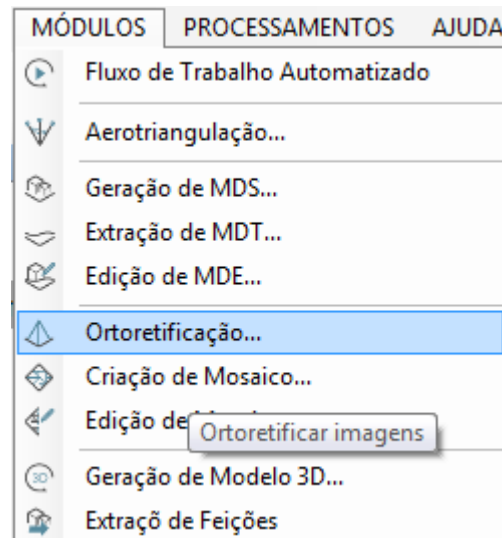 MÓDULOS PROCESSAMENTOS AJUDA
Fluxo de Trabalho Automatizado
Aerotriangulação...
Geração de MDS...
Extração de MDT...
Edição de MDE...
Ortoretificação...
Criação de Mosaico...
Edição de
Ortoretificar imagens
3D
Geração de Modelo 3D...
Extraçõ de Feições